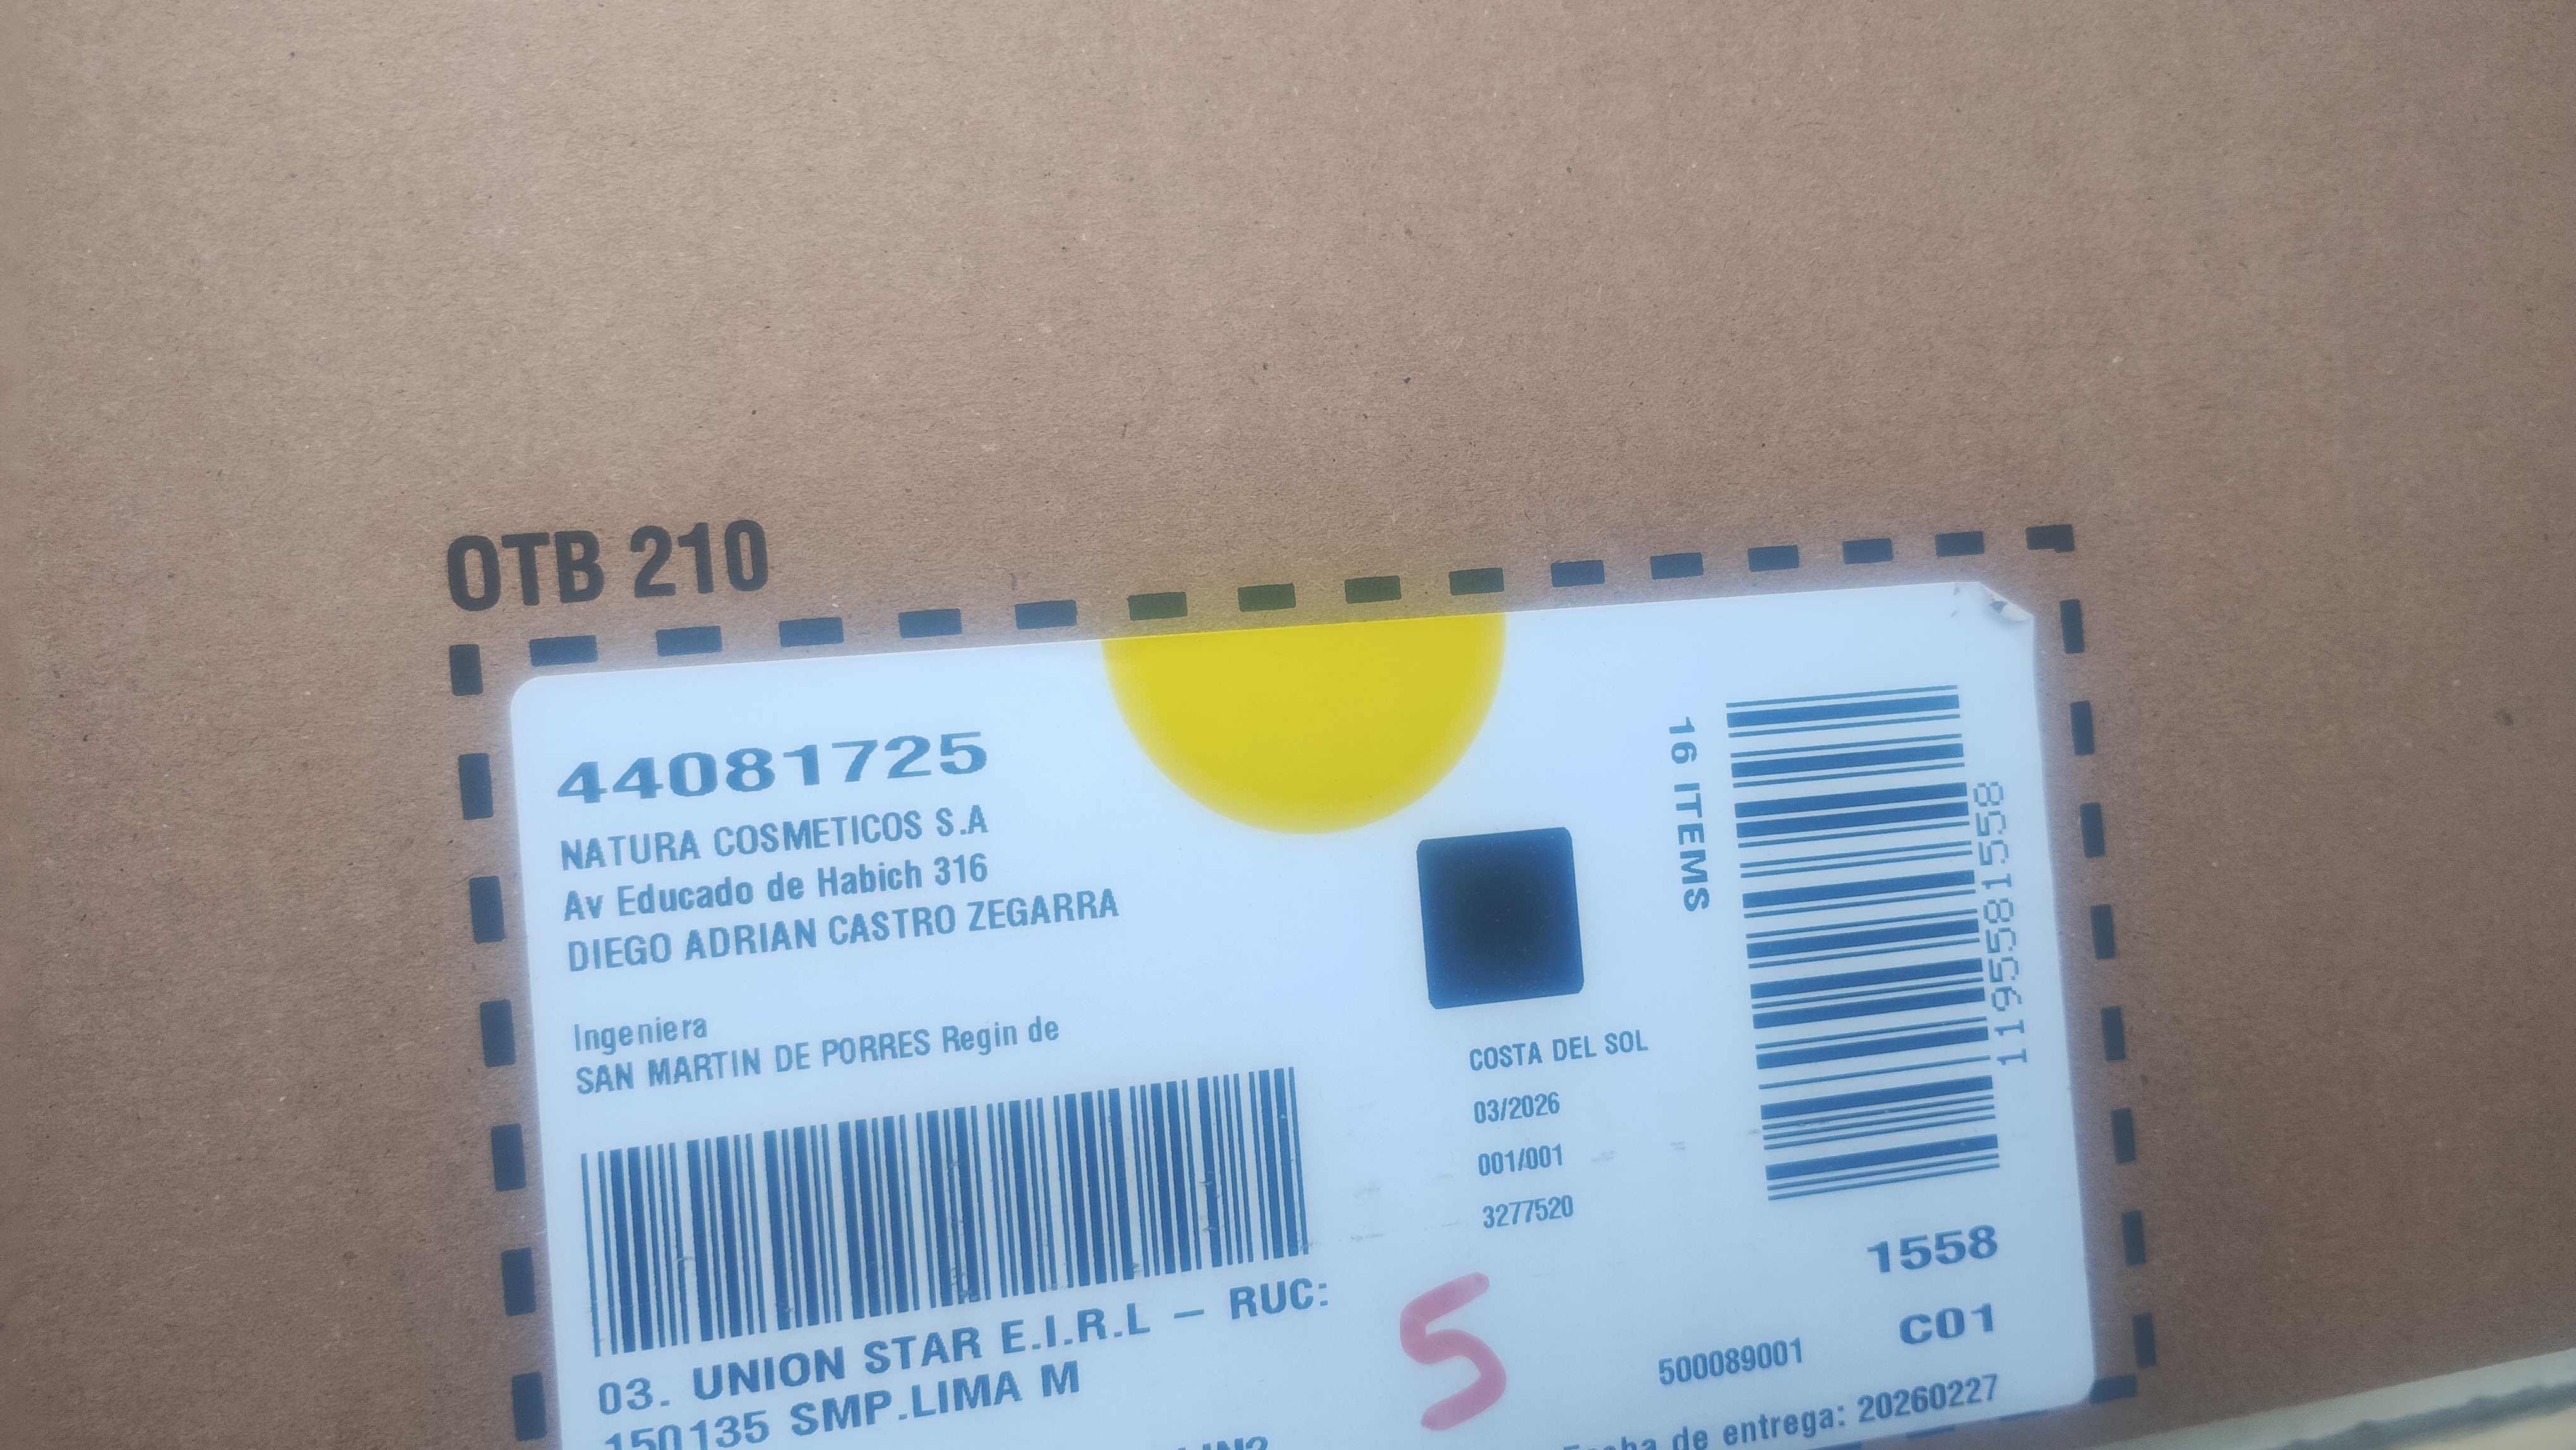 OTB 210
44081725
NATURA COSMETICOS S.A
Av Educado de Habich 316
DIEGO ADRIAN CASTRO ZEGARRA
Ingeniera
SAN MARTIN DE PORRES Regin de
03. UNION STAR E.I.R.L – RUC:
150135 SMP.LIMA M
16 ITEMS
1195581558
COSTA DEL SOL
03/2026
001/001
3277520
5
1558
C01
500089001
de entrega: 20260227